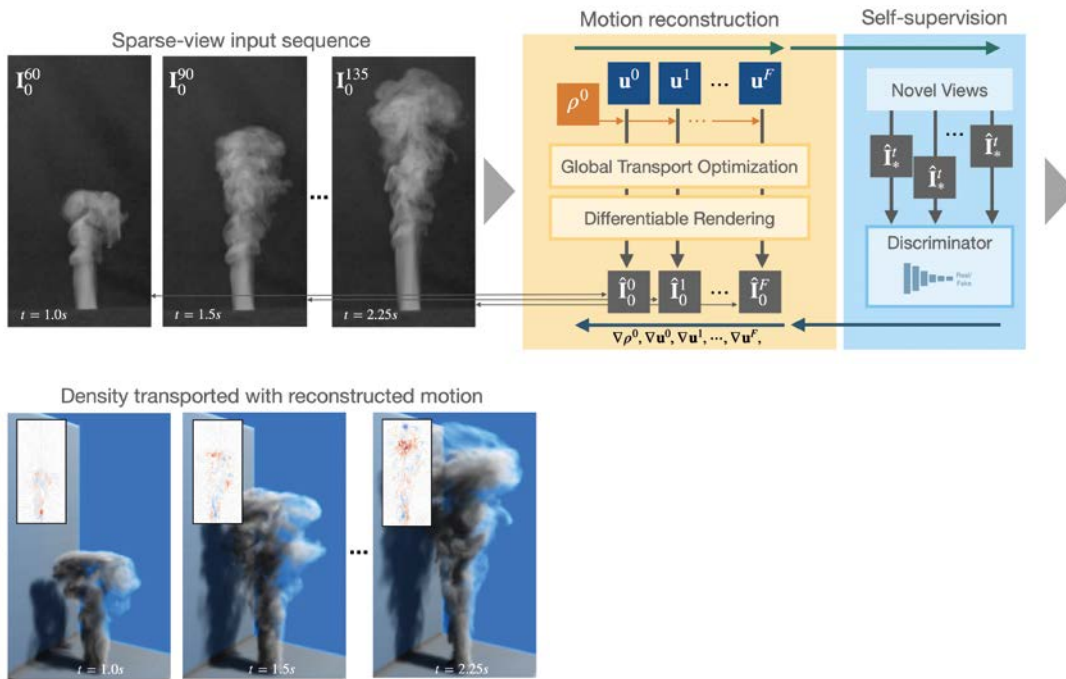 Sparse-view input sequence
I₀⁶⁰
I₀⁹⁰
I₀¹³⁵
...
t = 1.0s
t = 1.5s
t = 2.25s
Motion reconstruction
ρ⁰
u⁰ u¹ ... uᶠ
...
Global Transport Optimization
Differentiable Rendering
Î₀⁰ Î₀¹ ... Î₀ᶠ
∇ρ⁰, ∇u⁰, ∇u¹, ..., ∇uᶠ,
Self-supervision
Novel Views
Î*ᵗ Î*ᵗ ... Î*ᵗ
Discriminator
Real/
Fake
Density transported with reconstructed motion
...
t = 1.0s
t = 1.5s
t = 2.25s